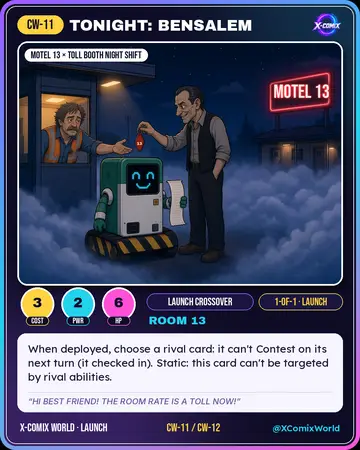 CW-11 TONIGHT: BENSALEM
X-COMIX
MOTEL 13 × TOLL BOOTH NIGHT SHIFT
MOTEL 13
13
3 2 6
COST PWR HP
LAUNCH CROSSOVER
1-OF-1 · LAUNCH
ROOM 13
When deployed, choose a rival card: it can't Contest on its
next turn (it checked in). Static: this card can't be targeted
by rival abilities.
"HI BEST FRIEND! THE ROOM RATE IS A TOLL NOW!"
X-COMIX WORLD · LAUNCH
CW-11 / CW-12
@XComixWorld